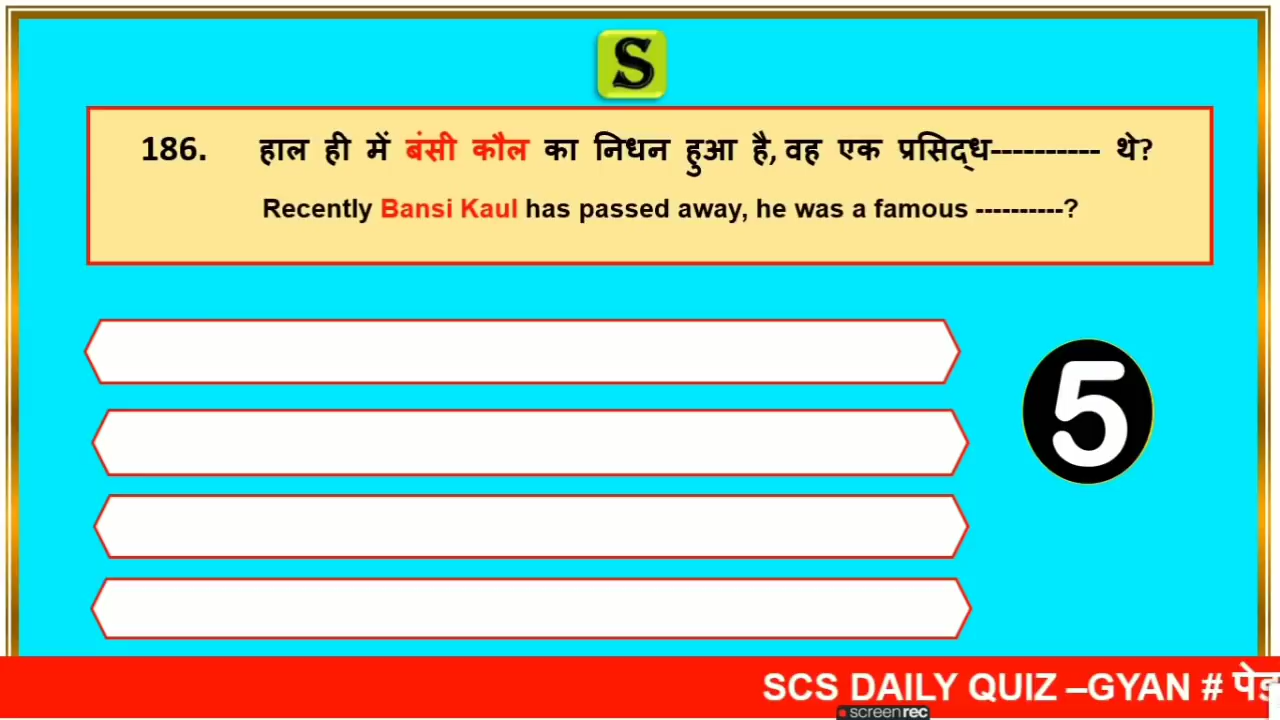 S
186. हाल ही में बंसी कौल का निधन हुआ है, वह एक प्रसिद्ध---------- थे?
Recently Bansi Kaul has passed away, he was a famous ----------?
5
SCS DAILY QUIZ –GYAN #
screenrec